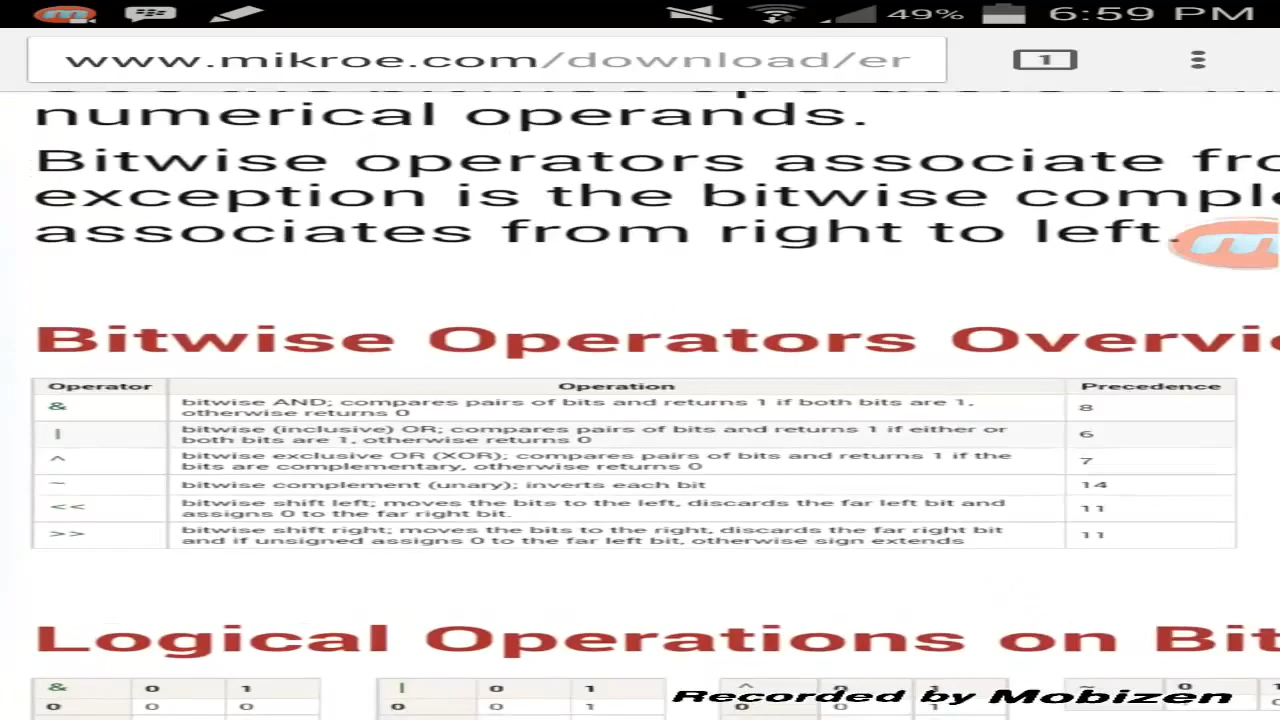 49% 6:59 PM
www.mikroe.com/download/er
1
numerical operands.
Bitwise operators associate fro
exception is the bitwise comple
associates from right to left.
Bitwise Operators Overvi
Operator Operation Precedence
& bitwise AND; compares pairs of bits and returns 1 if both bits are 1,
otherwise returns 0 8
| bitwise (inclusive) OR; compares pairs of bits and returns 1 if either or
both bits are 1, otherwise returns 0 6
^ bitwise exclusive OR (XOR); compares pairs of bits and returns 1 if the
bits are complementary, otherwise returns 0 7
~ bitwise complement (unary); inverts each bit 14
<< bitwise shift left; moves the bits to the left, discards the far left bit and
assigns 0 to the far right bit. 11
>> bitwise shift right; moves the bits to the right, discards the far right bit
and if unsigned assigns 0 to the far left bit, otherwise sign extends 11
Logical Operations on Bit
& 0 1 | 0 1 ^ 0 1 ~ 0 1
0 0 0 0 0 1 0
Recorded by Mobizen